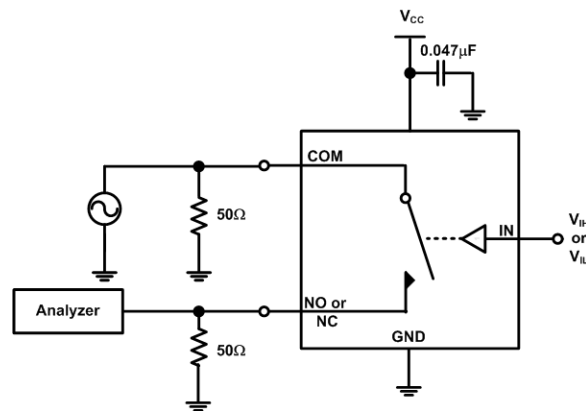 VCC
0.047µF
COM
50Ω
IN
VIH
or
VIL
Analyzer
NO or
NC
50Ω
GND